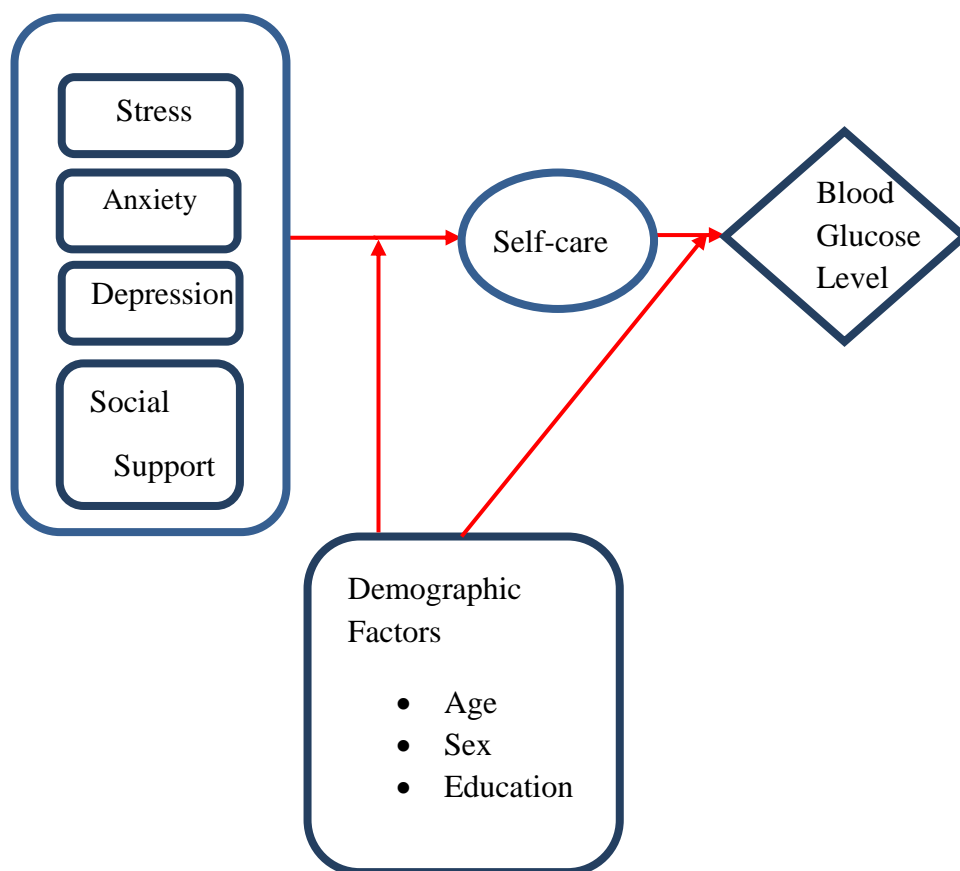 Stress
Anxiety
Depression
Social
Support
Self-care
Blood
Glucose
Level
Demographic
Factors
• Age
• Sex
• Education